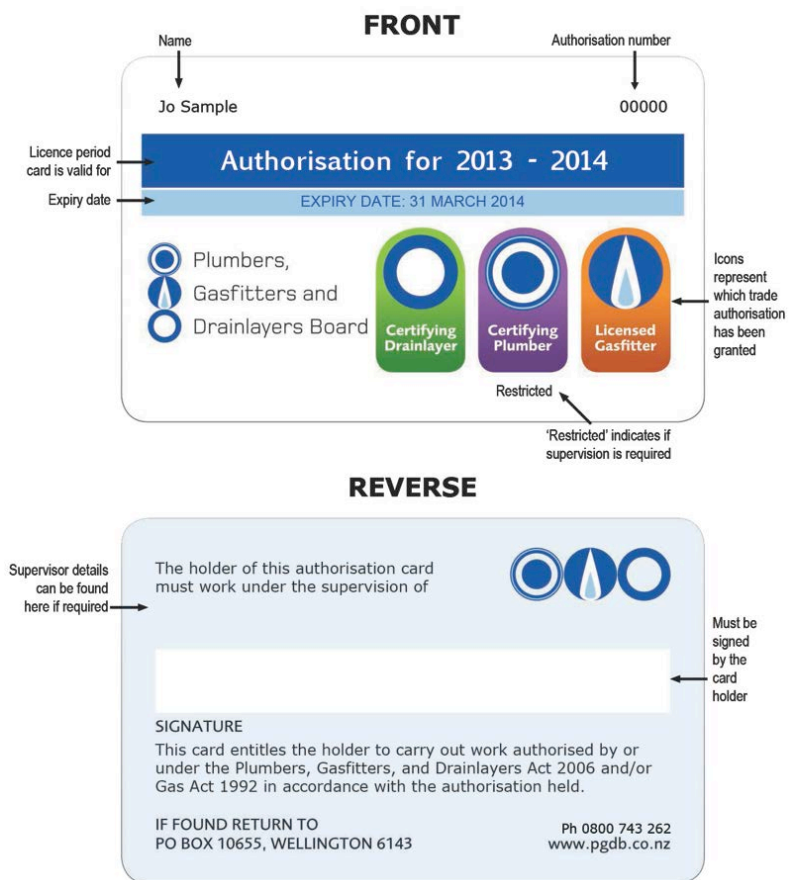 FRONT
Name
Authorisation number
Jo Sample
00000
Licence period
card is valid for
Authorisation for 2013 - 2014
Expiry date
EXPIRY DATE: 31 MARCH 2014
Plumbers,
Gasfitters and
Drainlayers Board
Certifying
Drainlayer
Certifying
Plumber
Licensed
Gasfitter
Icons
represent
which trade
authorisation
has been
granted
Restricted
'Restricted' indicates if
supervision is required
REVERSE
Supervisor details
can be found
here if required
The holder of this authorisation card
must work under the supervision of
Must be
signed
by the
card
holder
SIGNATURE
This card entitles the holder to carry out work authorised by or
under the Plumbers, Gasfitters, and Drainlayers Act 2006 and/or
Gas Act 1992 in accordance with the authorisation held.
IF FOUND RETURN TO
PO BOX 10655, WELLINGTON 6143
Ph 0800 743 262
www.pgdb.co.nz